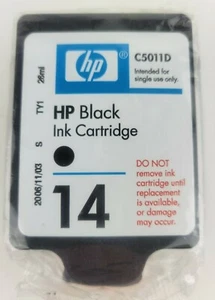 hp
C5011D
Intended for
single use only.
HP Black
Ink Cartridge
14
DO NOT
remove ink
cartridge until
replacement
is available,
or damage
may occur.
2006/11/03 S TY1 26ml